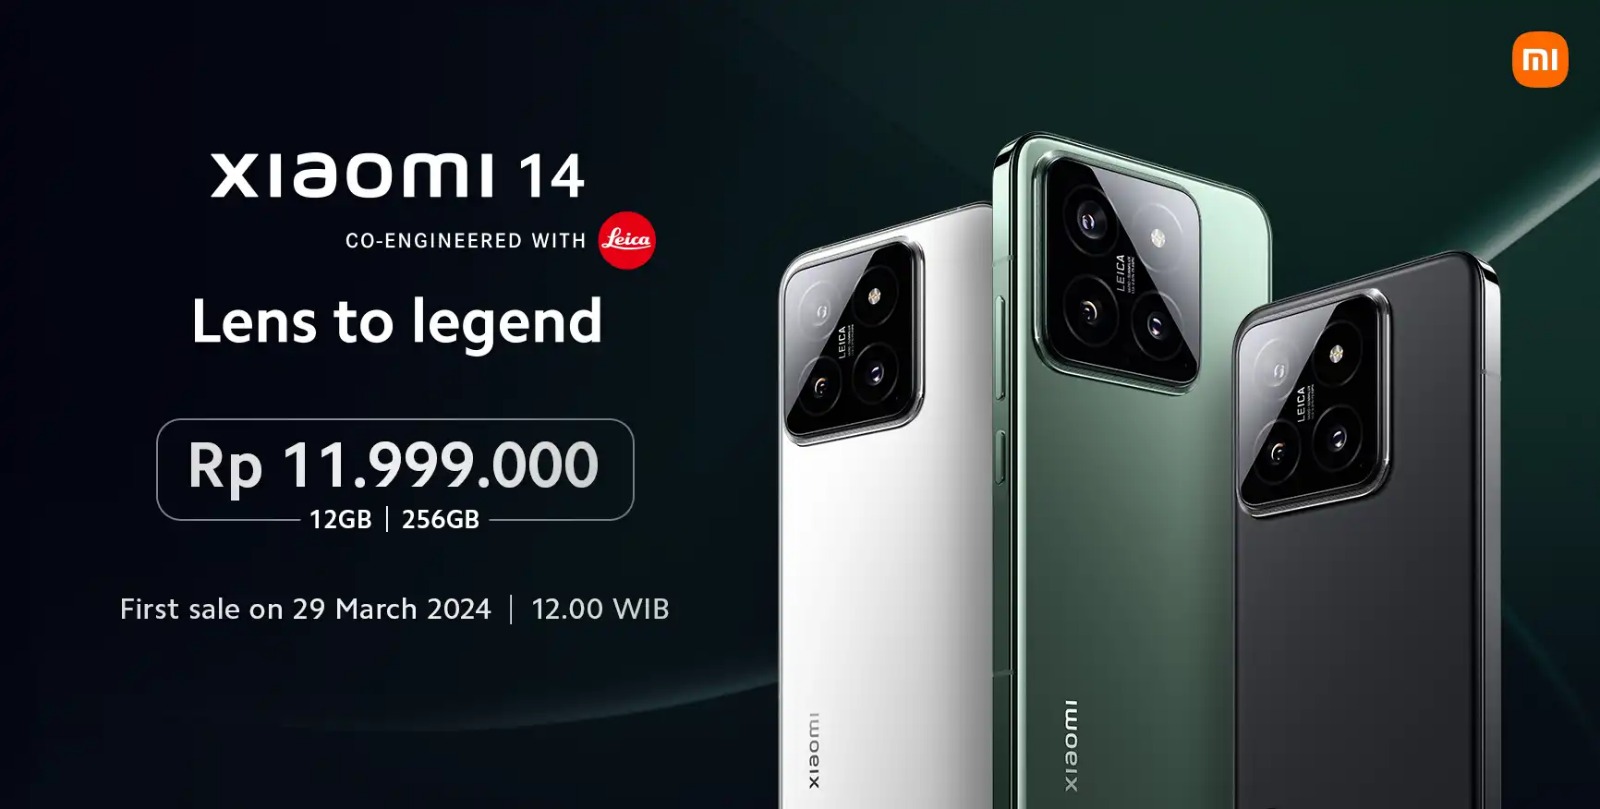 mi
xiaomi 14
CO-ENGINEERED WITH Leica
Lens to legend
Rp 11.999.000
12GB | 256GB
First sale on 29 March 2024 | 12.00 WIB
LEICA
xiaomi
LEICA
xiaomi
LEICA